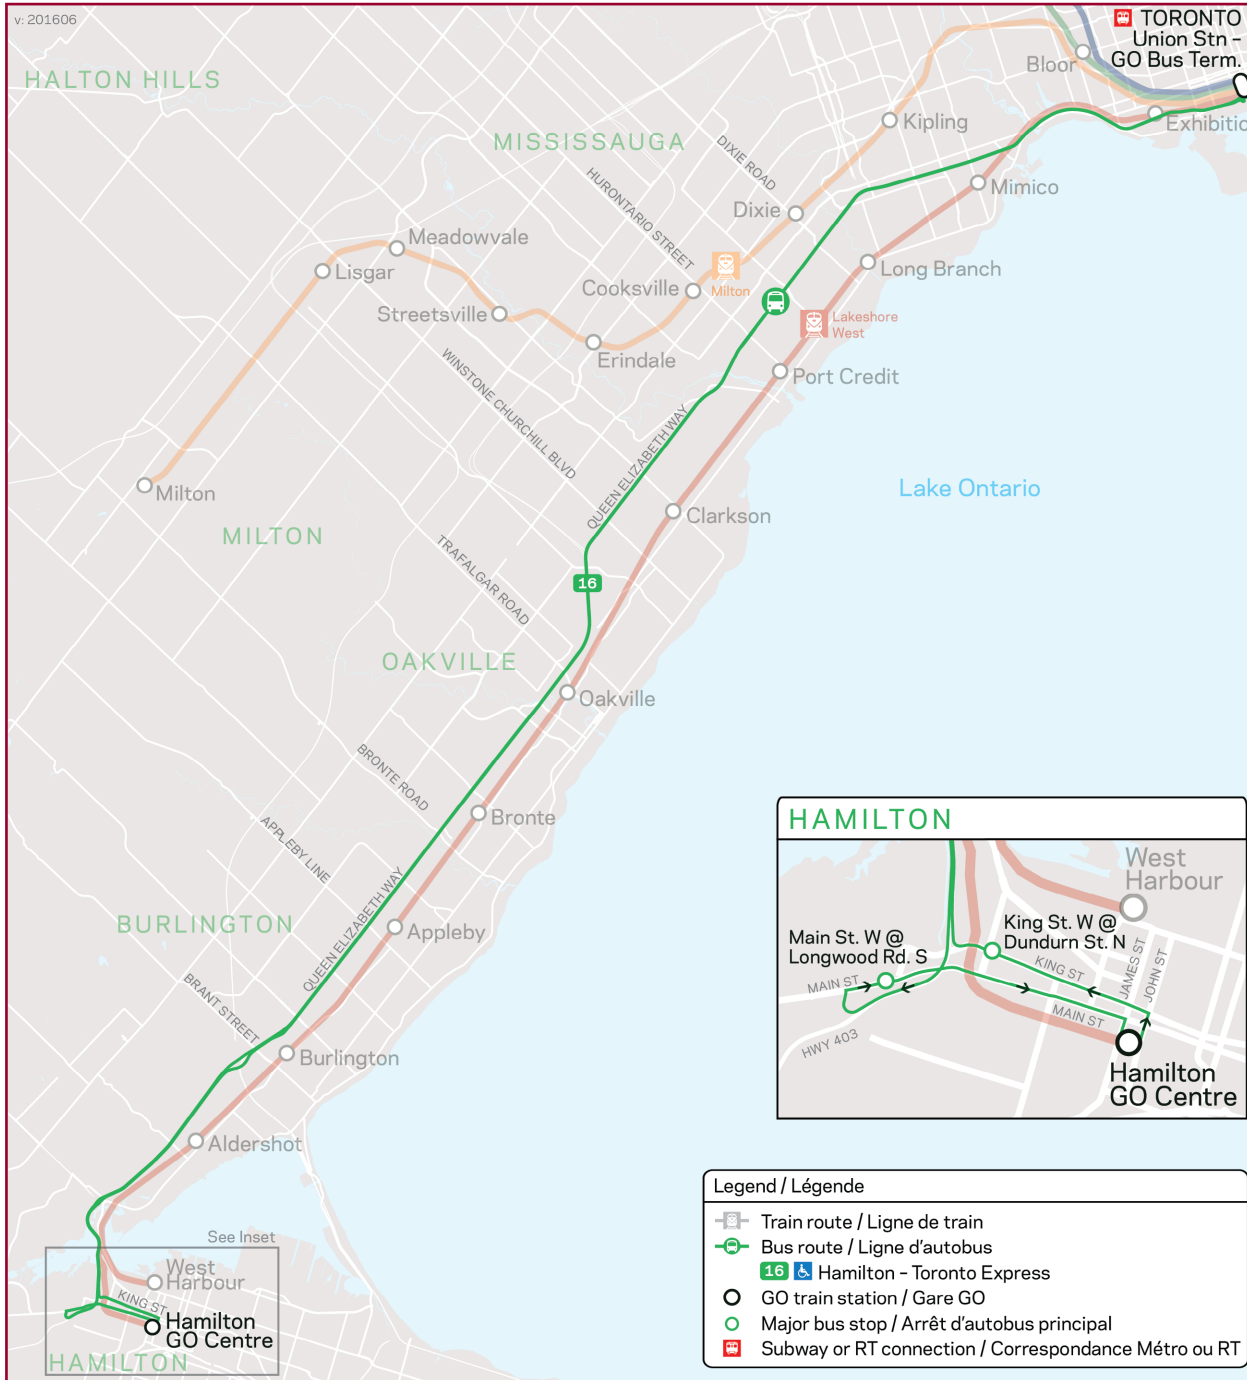 v: 201606
TORONTO
Union Stn –
GO Bus Term.
HALTON HILLS
Bloor
Kipling
Exhibitio
MISSISSAUGA
DIXIE ROAD
HURONTARIO STREET
Mimico
Dixie
Meadowvale
Lisgar
Long Branch
Cooksville
Milton
Streetsville
Lakeshore
West
Erindale
Port Credit
WINSTONE CHURCHILL BLVD
QUEEN ELIZABETH WAY
Milton
Lake Ontario
Clarkson
MILTON
TRAFALGAR ROAD
16
OAKVILLE
Oakville
BRONTE ROAD
Bronte
APPLEBY LINE
QUEEN ELIZABETH WAY
BURLINGTON
Appleby
BRANT STREET
Burlington
Aldershot
See Inset
West
Harbour
KING ST
Hamilton
GO Centre
HAMILTON
HAMILTON
West
Harbour
King St. W @
Dundurn St. N
Main St. W @
Longwood Rd. S
KING ST
JAMES ST
JOHN ST
MAIN ST
MAIN ST
HWY 403
Hamilton
GO Centre
Legend / Légende
Train route / Ligne de train
Bus route / Ligne d'autobus
16 Hamilton – Toronto Express
GO train station / Gare GO
Major bus stop / Arrêt d'autobus principal
Subway or RT connection / Correspondance Métro ou RT